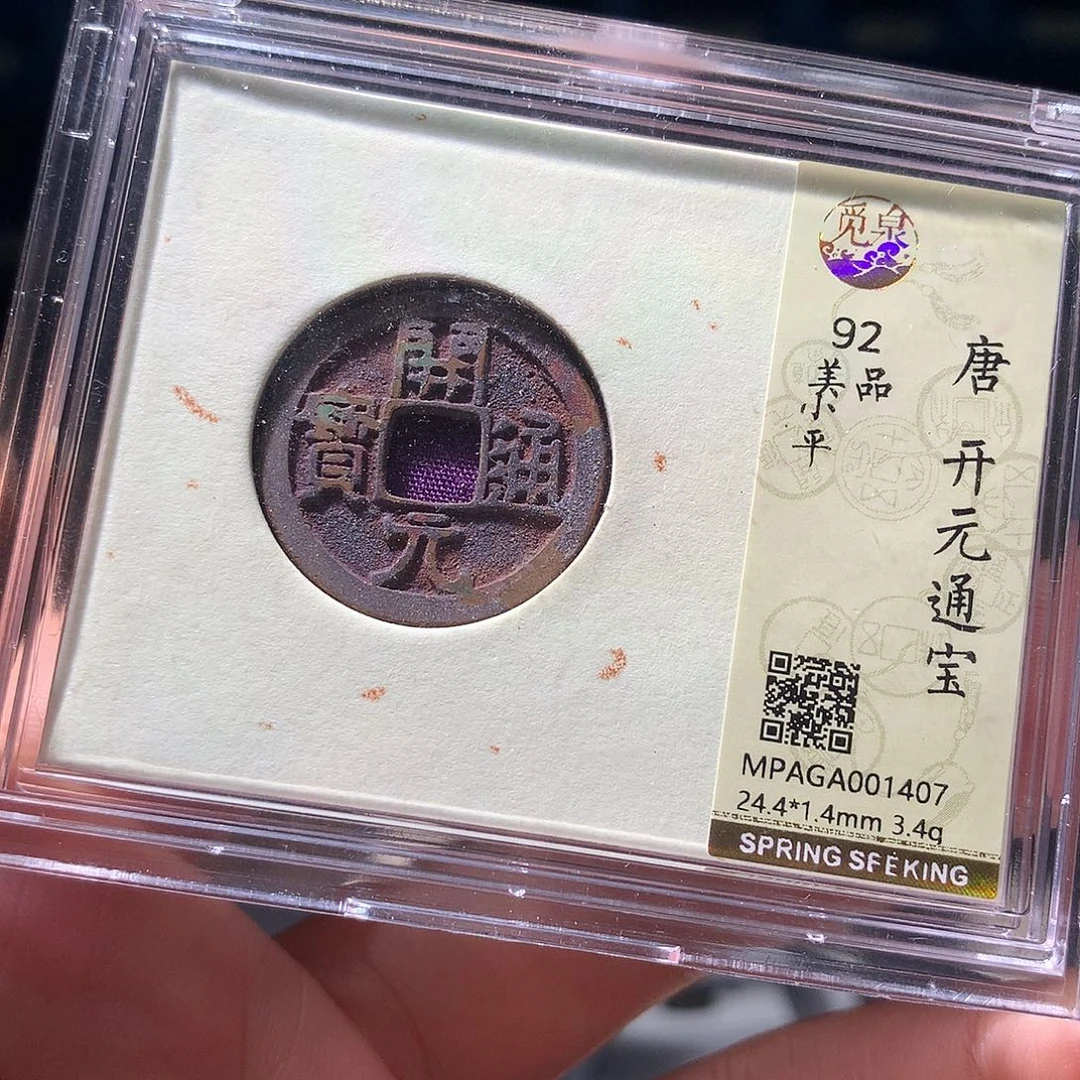 開
寶
通
元
觅泉
92
美品
小平
唐 开元通宝
MPAGA001407
24.4*1.4mm 3.4g
SPRING SEEKING